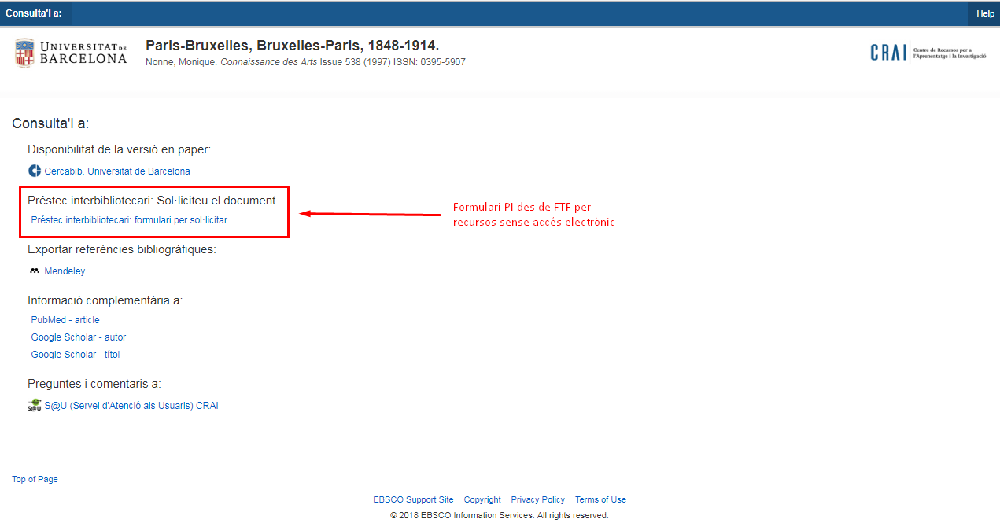 Consulta'l a:
Help
UNIVERSITAT DE
BARCELONA
Paris-Bruxelles, Bruxelles-Paris, 1848-1914.
Nonne, Monique. Connaissance des Arts Issue 538 (1997) ISSN: 0395-5907
CRAI
Centre de Recursos per a
l'Aprenentatge i la Investigació
Consulta'l a:
Disponibilitat de la versió en paper:
Cercabib. Universitat de Barcelona
Préstec interbibliotecari: Sol·liciteu el document
Préstec interbibliotecari: formulari per sol·licitar
Formulari PI des de FTF per
recursos sense accés electrònic
Exportar referències bibliogràfiques:
Mendeley
Informació complementària a:
PubMed - article
Google Scholar - autor
Google Scholar - títol
Preguntes i comentaris a:
S@U
S@U (Servei d'Atenció als Usuaris) CRAI
Top of Page
EBSCO Support Site Copyright Privacy Policy Terms of Use
© 2018 EBSCO Information Services. All rights reserved.